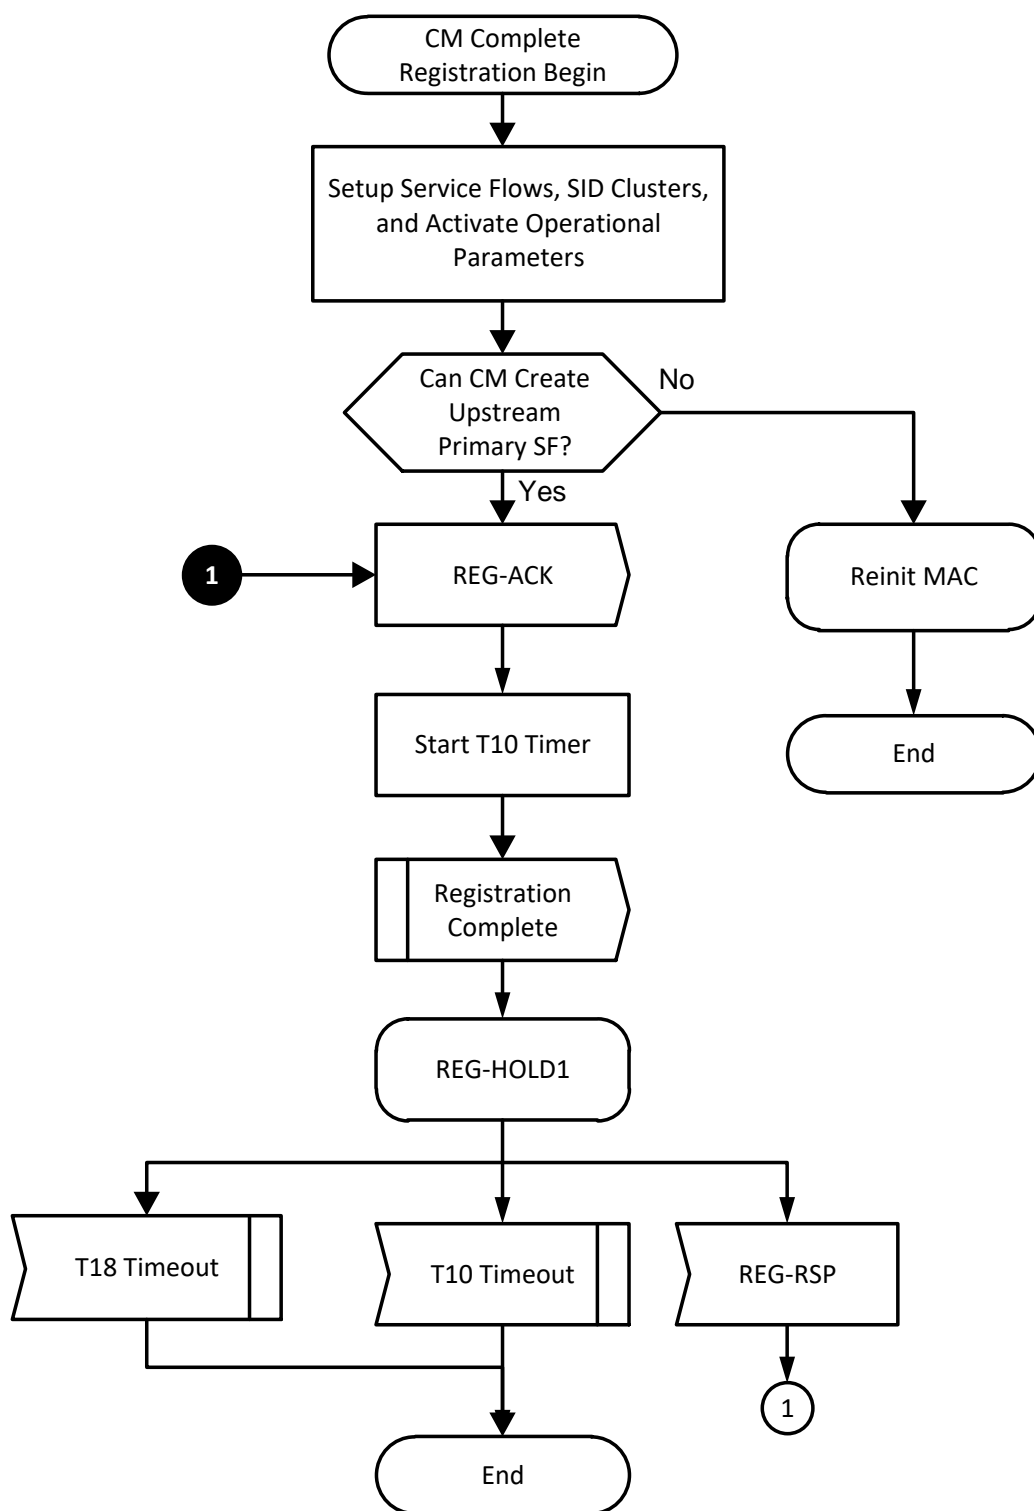 CM Complete
Registration Begin
Setup Service Flows, SID Clusters,
and Activate Operational
Parameters
Can CM Create
Upstream
Primary SF?
No
Yes
1
REG-ACK
Reinit MAC
Start T10 Timer
End
Registration
Complete
REG-HOLD1
T18 Timeout
T10 Timeout
REG-RSP
1
End